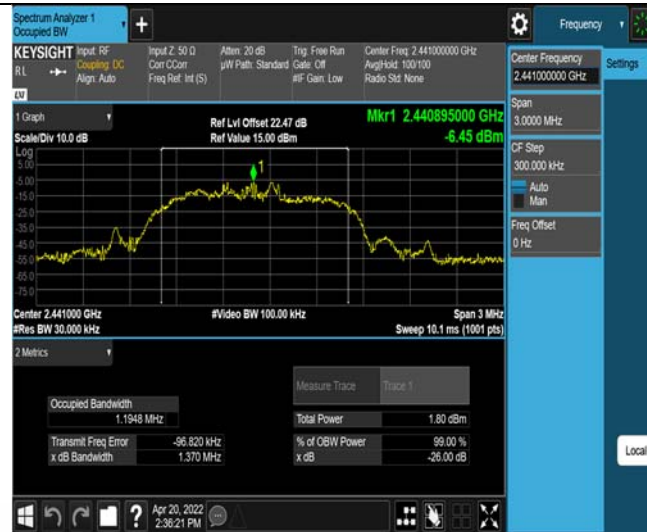 Spectrum Analyzer 1
Occupied BW
Frequency
KEYSIGHT
RL
Input: RF
Coupling: DC
Align: Auto
Input Z: 50 Ω
Corr CCorr
Freq Ref: Int (S)
Atten: 20 dB
µW Path: Standard
Trig: Free Run
Gate: Off
#IF Gain: Low
Center Freq: 2.441000000 GHz
Avg|Hold: 100/100
Radio Std: None
LXI
1 Graph
Scale/Div 10.0 dB
Ref Lvl Offset 22.47 dB
Ref Value 15.00 dBm
Mkr1 2.440895000 GHz
-6.45 dBm
Log
5.00
-5.00
-15.0
-25.0
-35.0
-45.0
-55.0
-65.0
-75.0
1
Center 2.441000 GHz
#Res BW 30.000 kHz
#Video BW 100.00 kHz
Span 3 MHz
Sweep 10.1 ms (1001 pts)
2 Metrics
Measure Trace
Trace 1
Occupied Bandwidth
1.1948 MHz
Total Power
1.80 dBm
Transmit Freq Error
-96.820 kHz
% of OBW Power
99.00 %
x dB Bandwidth
1.370 MHz
x dB
-26.00 dB
Center Frequency
2.441000000 GHz
Settings
Span
3.0000 MHz
CF Step
300.000 kHz
Auto
Man
Freq Offset
0 Hz
Local
?
Apr 20, 2022
2:36:21 PM